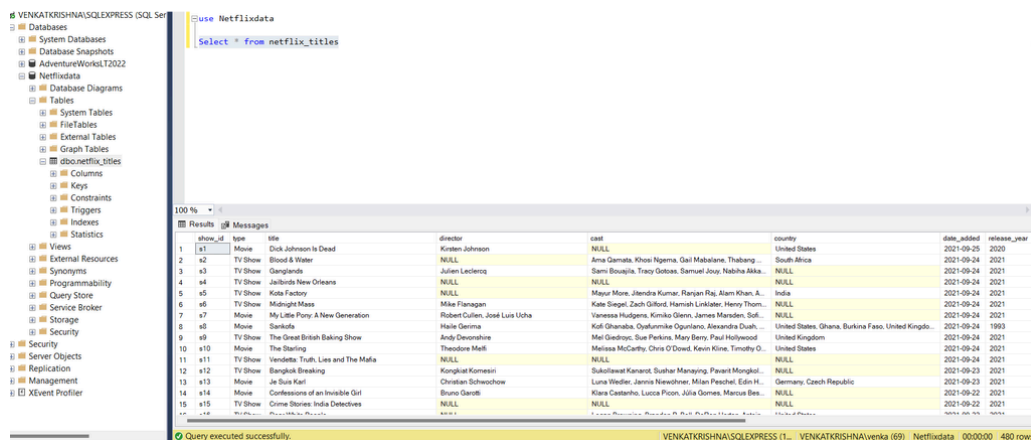 VENKATKRISHNA\SQLEXPRESS (SQL Ser
Databases
System Databases
Database Snapshots
AdventureWorksLT2022
Netflixdata
Database Diagrams
Tables
System Tables
FileTables
External Tables
Graph Tables
dbo.netflix_titles
Columns
Keys
Constraints
Triggers
Indexes
Statistics
Views
External Resources
Synonyms
Programmability
Query Store
Service Broker
Storage
Security
Security
Server Objects
Replication
Management
XEvent Profiler
use Netflixdata
Select * from netflix_titles
100 %
Results Messages
show_id type title director cast country date_added release_year
1 s1 Movie Dick Johnson Is Dead Kirsten Johnson NULL United States 2021-09-25 2020
2 s2 TV Show Blood & Water NULL Ama Qamata, Khosi Ngema, Gail Mabalane, Thabang ... South Africa 2021-09-24 2021
3 s3 TV Show Ganglands Julien Leclercq Sami Bouajila, Tracy Gotoas, Samuel Jouy, Nabiha Akka... NULL 2021-09-24 2021
4 s4 TV Show Jailbirds New Orleans NULL NULL NULL 2021-09-24 2021
5 s5 TV Show Kota Factory NULL Mayur More, Jitendra Kumar, Ranjan Raj, Alam Khan, A... India 2021-09-24 2021
6 s6 TV Show Midnight Mass Mike Flanagan Kate Siegel, Zach Gilford, Hamish Linklater, Henry Thom... NULL 2021-09-24 2021
7 s7 Movie My Little Pony: A New Generation Robert Cullen, José Luis Ucha Vanessa Hudgens, Kimiko Glenn, James Marsden, Sofi... NULL 2021-09-24 2021
8 s8 Movie Sankofa Haile Gerima Kofi Ghanaba, Oyafunmike Ogunlano, Alexandra Duah, ... United States, Ghana, Burkina Faso, United Kingdo... 2021-09-24 1993
9 s9 TV Show The Great British Baking Show Andy Devonshire Mel Giedroyc, Sue Perkins, Mary Berry, Paul Hollywood United Kingdom 2021-09-24 2021
10 s10 Movie The Starling Theodore Melfi Melissa McCarthy, Chris O'Dowd, Kevin Kline, Timothy O... United States 2021-09-24 2021
11 s11 TV Show Vendetta: Truth, Lies and The Mafia NULL NULL NULL 2021-09-24 2021
12 s12 TV Show Bangkok Breaking Kongkiat Komesiri Sukollawat Kanarot, Sushar Manaying, Pavarit Mongkol... NULL 2021-09-23 2021
13 s13 Movie Je Suis Karl Christian Schwochow Luna Wedler, Jannis Niewöhner, Milan Peschel, Edin H... Germany, Czech Republic 2021-09-23 2021
14 s14 Movie Confessions of an Invisible Girl Bruno Garotti Klara Castanho, Lucca Picon, Júlia Gomes, Marcus Bes... NULL 2021-09-22 2021
15 s15 TV Show Crime Stories: India Detectives NULL NULL NULL 2021-09-22 2021
Query executed successfully.
VENKATKRISHNA\SQLEXPRESS (1... VENKATKRISHNA\venka (69) Netflixdata 00:00:00 480 row